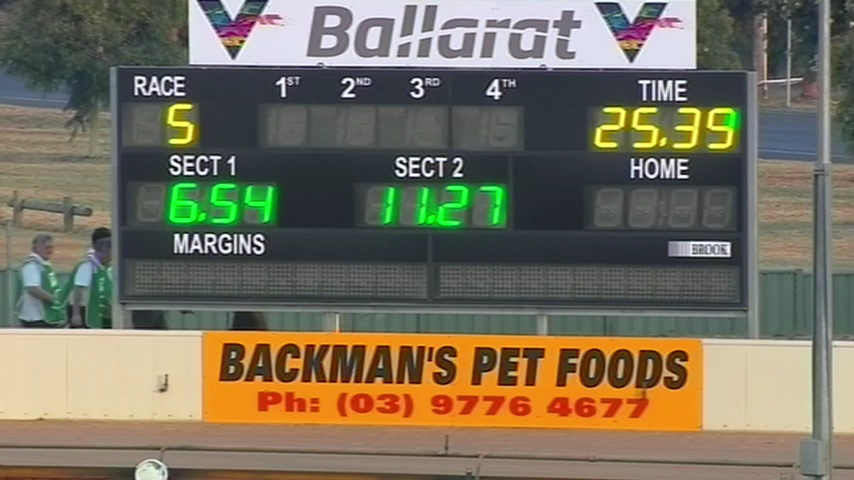 Ballarat
RACE 1ST 2ND 3RD 4TH TIME
5 25.39
SECT 1 SECT 2 HOME
6.54 11.27
MARGINS BROOK
BACKMAN'S PET FOODS
Ph: (03) 9776 4677